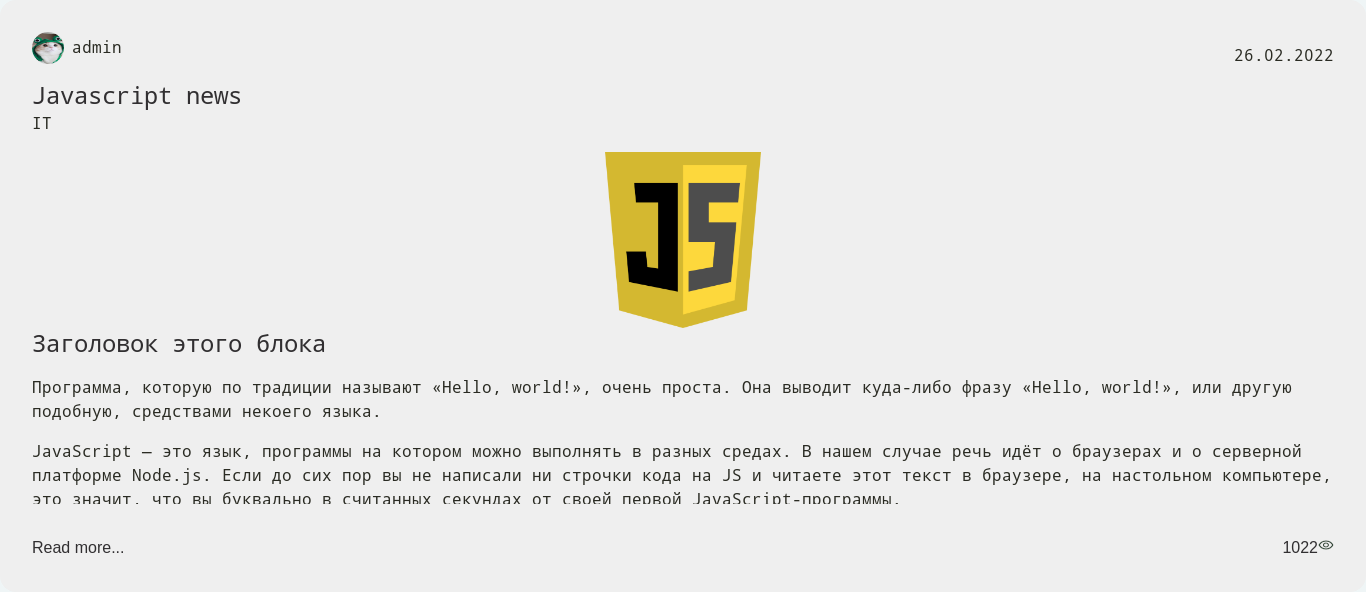 admin
26.02.2022
Javascript news
IT
JS
Заголовок этого блока
Программа, которую по традиции называют «Hello, world!», очень проста. Она выводит куда-либо фразу «Hello, world!», или другую
подобную, средствами некоего языка.
JavaScript — это язык, программы на котором можно выполнять в разных средах. В нашем случае речь идёт о браузерах и о серверной
платформе Node.js. Если до сих пор вы не написали ни строчки кода на JS и читаете этот текст в браузере, на настольном компьютере,
это значит, что вы буквально в считанных секундах от своей первой JavaScript-программы.
Read more...
1022